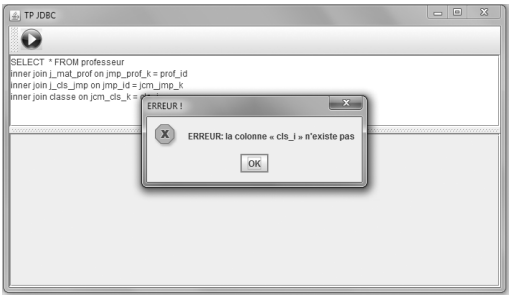 TP JDBC
SELECT * FROM professeur
inner join j_mat_prof on jmp_prof_k = prof_id
inner join j_cls_jmp on jmp_id = jcm_jmp_k
inner join classe on jcm_cls_k =
ERREUR !
ERREUR: la colonne « cls_i » n'existe pas
OK